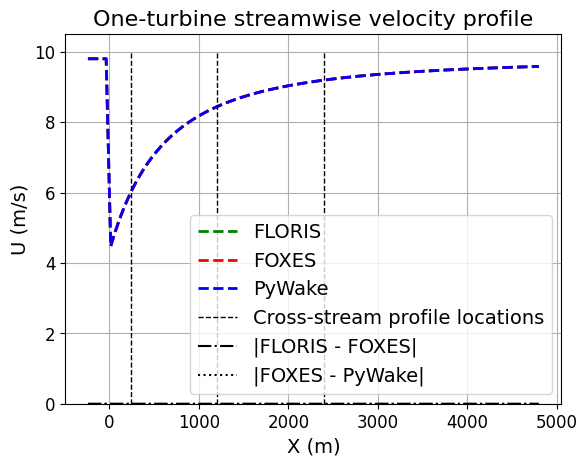 One-turbine streamwise velocity profile
10
8
6
4
2
0
U (m/s)
FLORIS
FOXES
PyWake
Cross-stream profile locations
|FLORIS - FOXES|
|FOXES - PyWake|
0 1000 2000 3000 4000 5000
X (m)